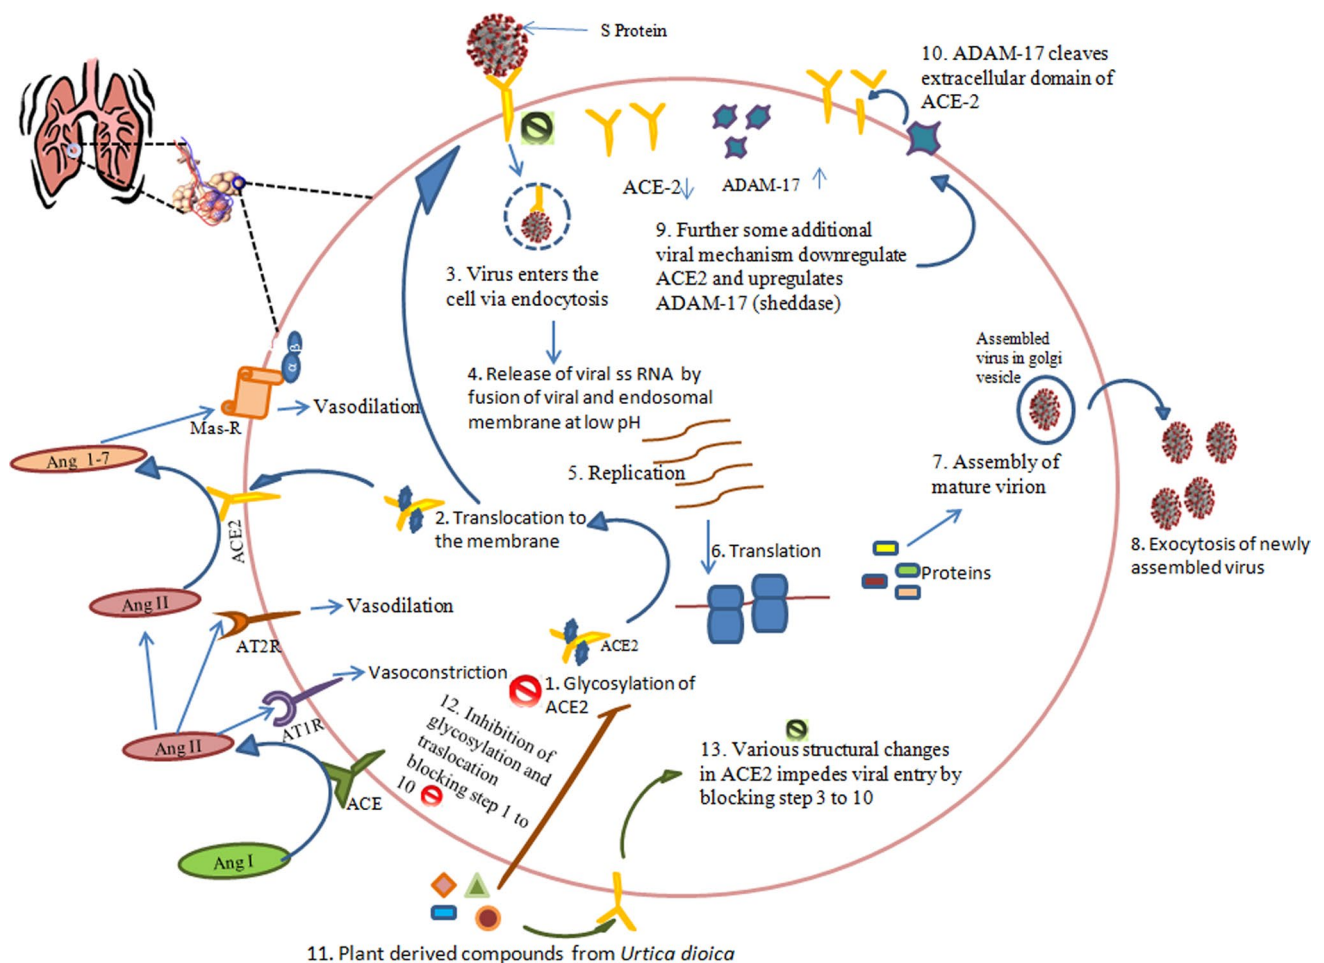 S Protein
10. ADAM-17 cleaves
extracellular domain of
ACE-2
ACE-2
ADAM-17
9. Further some additional
viral mechanism downregulate
ACE2 and upregulates
ADAM-17 (sheddase)
3. Virus enters the
cell via endocytosis
4. Release of viral ss RNA by
fusion of viral and endosomal
membrane at low pH
5. Replication
Assembled
virus in golgi
vesicle
7. Assembly of
mature virion
8. Exocytosis of newly
assembled virus
α β
Mas-R
Vasodilation
Ang 1-7
ACE2
2. Translocation to
the membrane
6. Translation
Proteins
Ang II
AT2R
Vasodilation
ACE2
1. Glycosylation of
ACE2
Vasoconstriction
AT1R
Ang II
ACE
Ang I
12. Inhibition of
glycosylation and
traslocation
blocking step 1 to
10
13. Various structural changes
in ACE2 impedes viral entry by
blocking step 3 to 10
11. Plant derived compounds from Urtica dioica